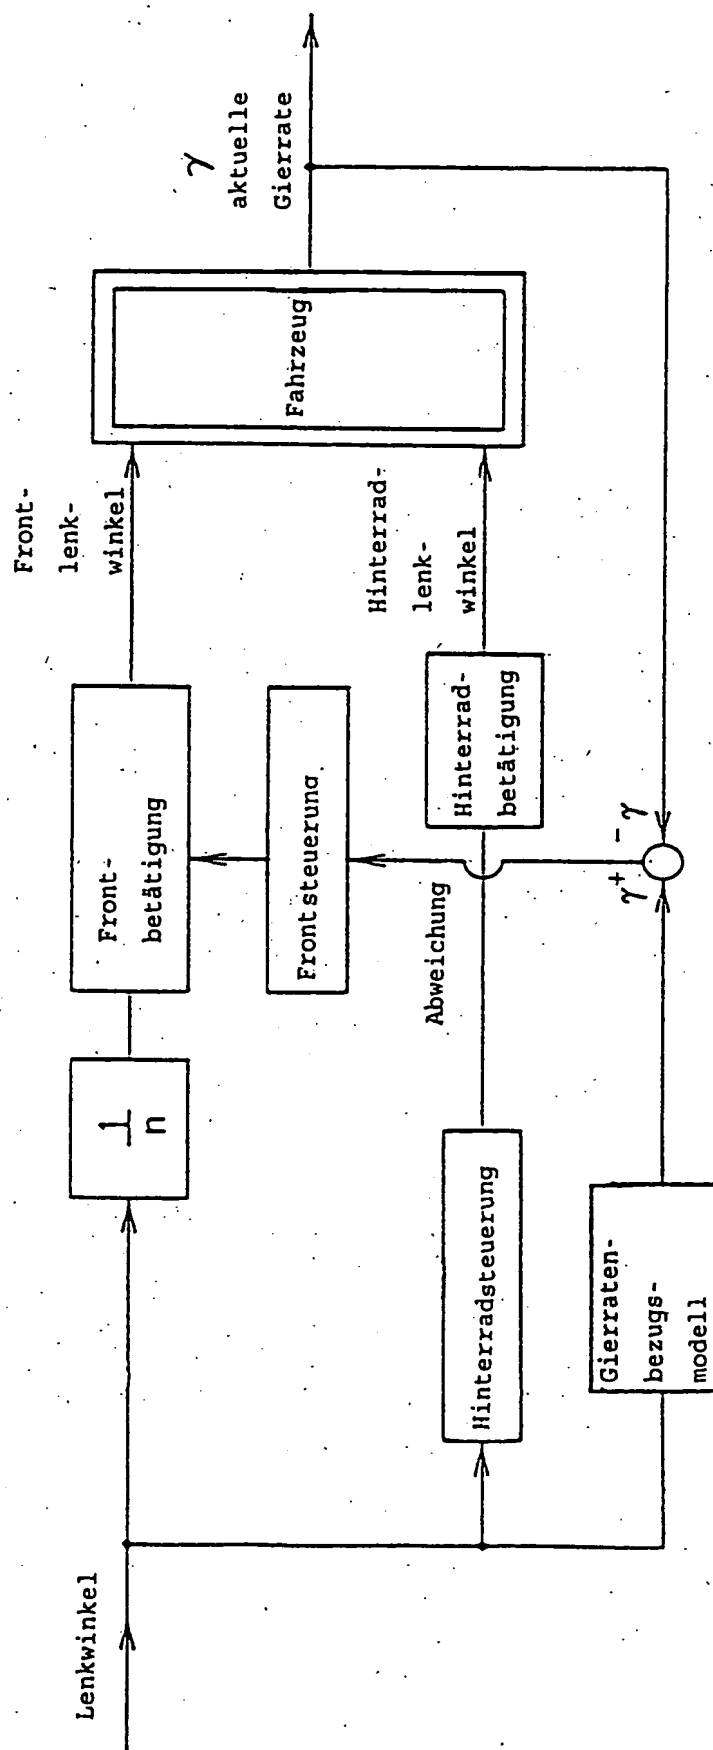 Lenkwinkel
1
n
Front-
betätigung
Front-
lenk-
winkel
Fahrzeug
γ
aktuelle
Gierrate
Frontsteuerung
Hinterradsteuerung
Abweichung
Hinterrad-
betätigung
Hinterrad-
lenk-
winkel
Gierraten-
bezugs-
modell
γ+
- γ